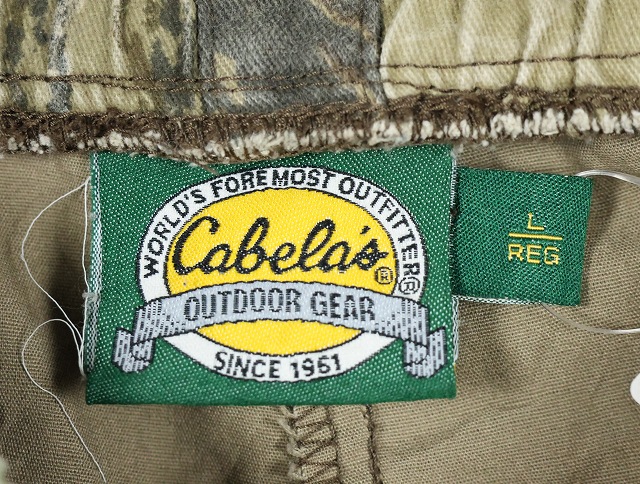 WORLD'S FOREMOST OUTFITTER®
Cabela's®
OUTDOOR GEAR
SINCE 1961
L
REG